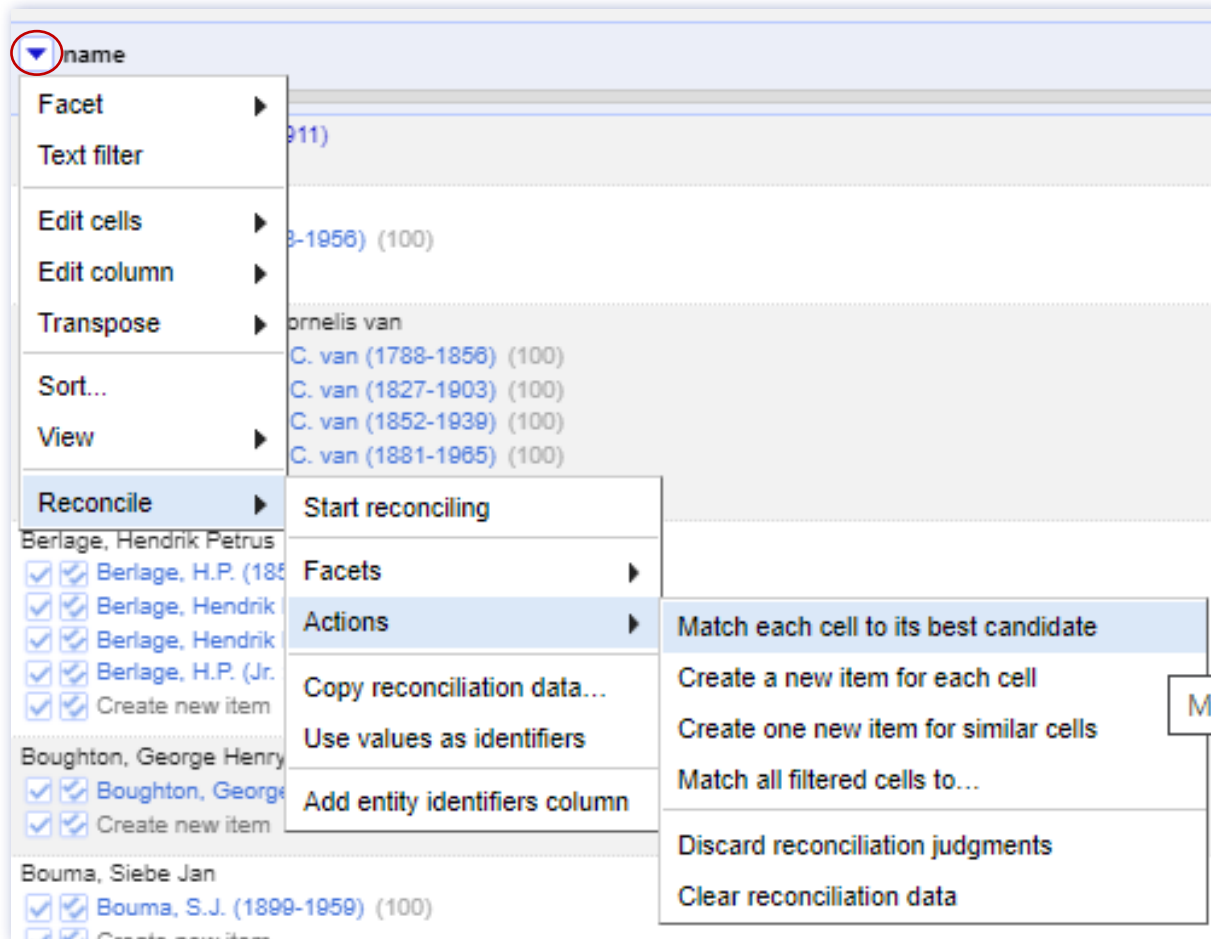 name
Facet
Text filter
Edit cells
Edit column
Transpose
Sort...
View
Reconcile
911)
3-1956) (100)
ornelis van
C. van (1788-1856) (100)
C. van (1827-1903) (100)
C. van (1852-1939) (100)
C. van (1881-1965) (100)
Start reconciling
Facets
Actions
Copy reconciliation data...
Use values as identifiers
Add entity identifiers column
Match each cell to its best candidate
Create a new item for each cell
Create one new item for similar cells
Match all filtered cells to...
Discard reconciliation judgments
Clear reconciliation data
M
Berlage, Hendrik Petrus
Berlage, H.P. (185
Berlage, Hendrik
Berlage, Hendrik
Berlage, H.P. (Jr.
Create new item
Boughton, George Henry
Boughton, George
Create new item
Bouma, Siebe Jan
Bouma, S.J. (1899-1959) (100)
Create new item